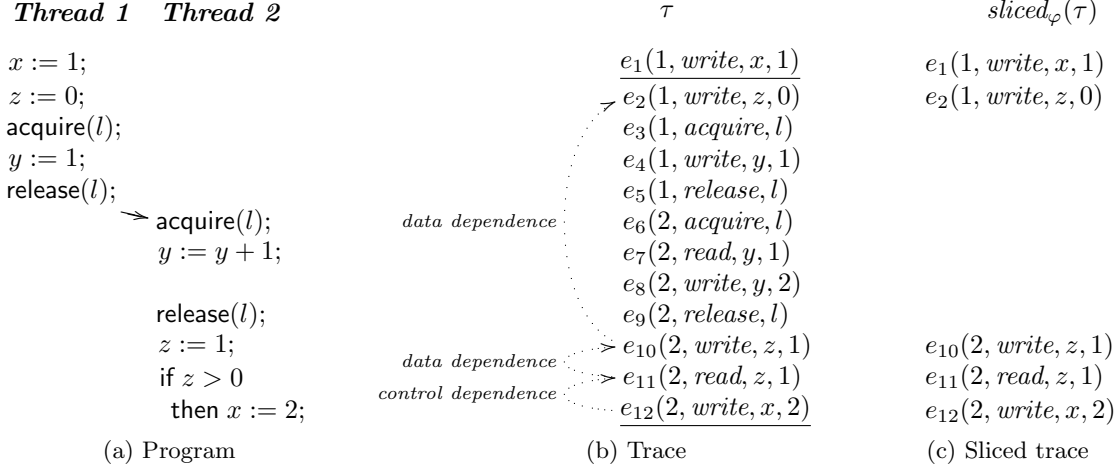 Thread 1 Thread 2 τ sliced_φ(τ)
x := 1; e₁(1, write, x, 1) e₁(1, write, x, 1)
z := 0; e₂(1, write, z, 0) e₂(1, write, z, 0)
acquire(l); e₃(1, acquire, l)
y := 1; e₄(1, write, y, 1)
release(l); e₅(1, release, l)
acquire(l); data dependence e₆(2, acquire, l)
y := y + 1; e₇(2, read, y, 1)
e₈(2, write, y, 2)
release(l); e₉(2, release, l)
z := 1; e₁₀(2, write, z, 1) e₁₀(2, write, z, 1)
data dependence
if z > 0 e₁₁(2, read, z, 1) e₁₁(2, read, z, 1)
control dependence
then x := 2; e₁₂(2, write, x, 2) e₁₂(2, write, x, 2)
(a) Program (b) Trace (c) Sliced trace